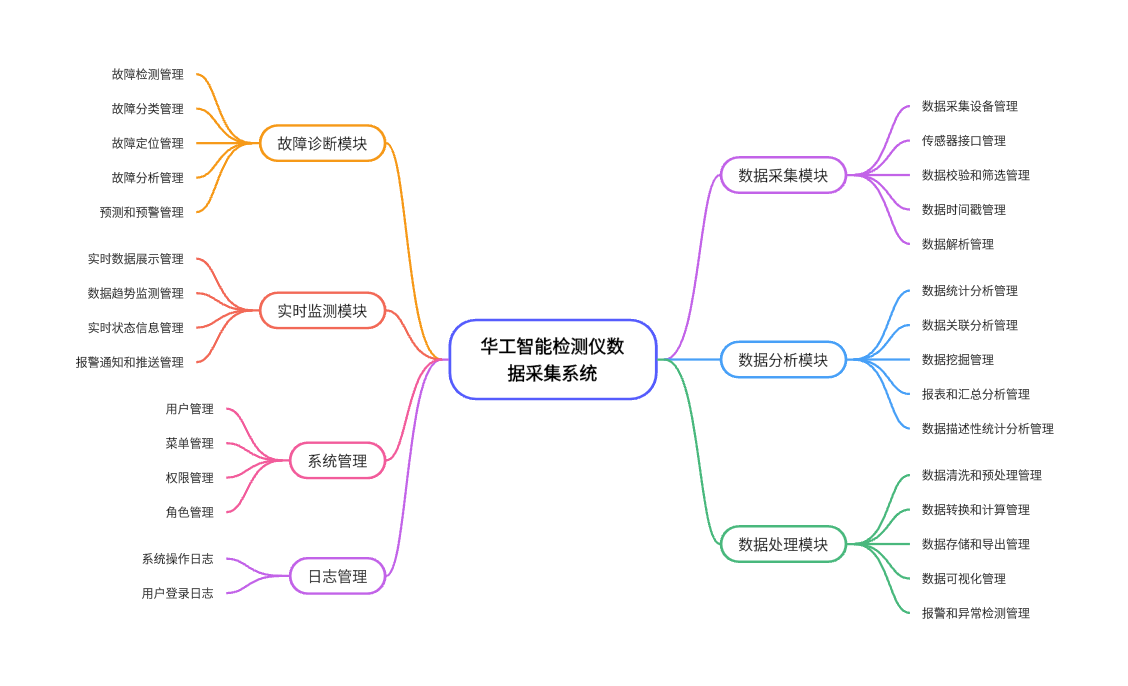 华工智能检测仪数
据采集系统
故障诊断模块
故障检测管理
故障分类管理
故障定位管理
故障分析管理
预测和预警管理
实时监测模块
实时数据展示管理
数据趋势监测管理
实时状态信息管理
报警通知和推送管理
系统管理
用户管理
菜单管理
权限管理
角色管理
日志管理
系统操作日志
用户登录日志
数据采集模块
数据采集设备管理
传感器接口管理
数据校验和筛选管理
数据时间戳管理
数据解析管理
数据分析模块
数据统计分析管理
数据关联分析管理
数据挖掘管理
报表和汇总分析管理
数据描述性统计分析管理
数据处理模块
数据清洗和预处理管理
数据转换和计算管理
数据存储和导出管理
数据可视化管理
报警和异常检测管理